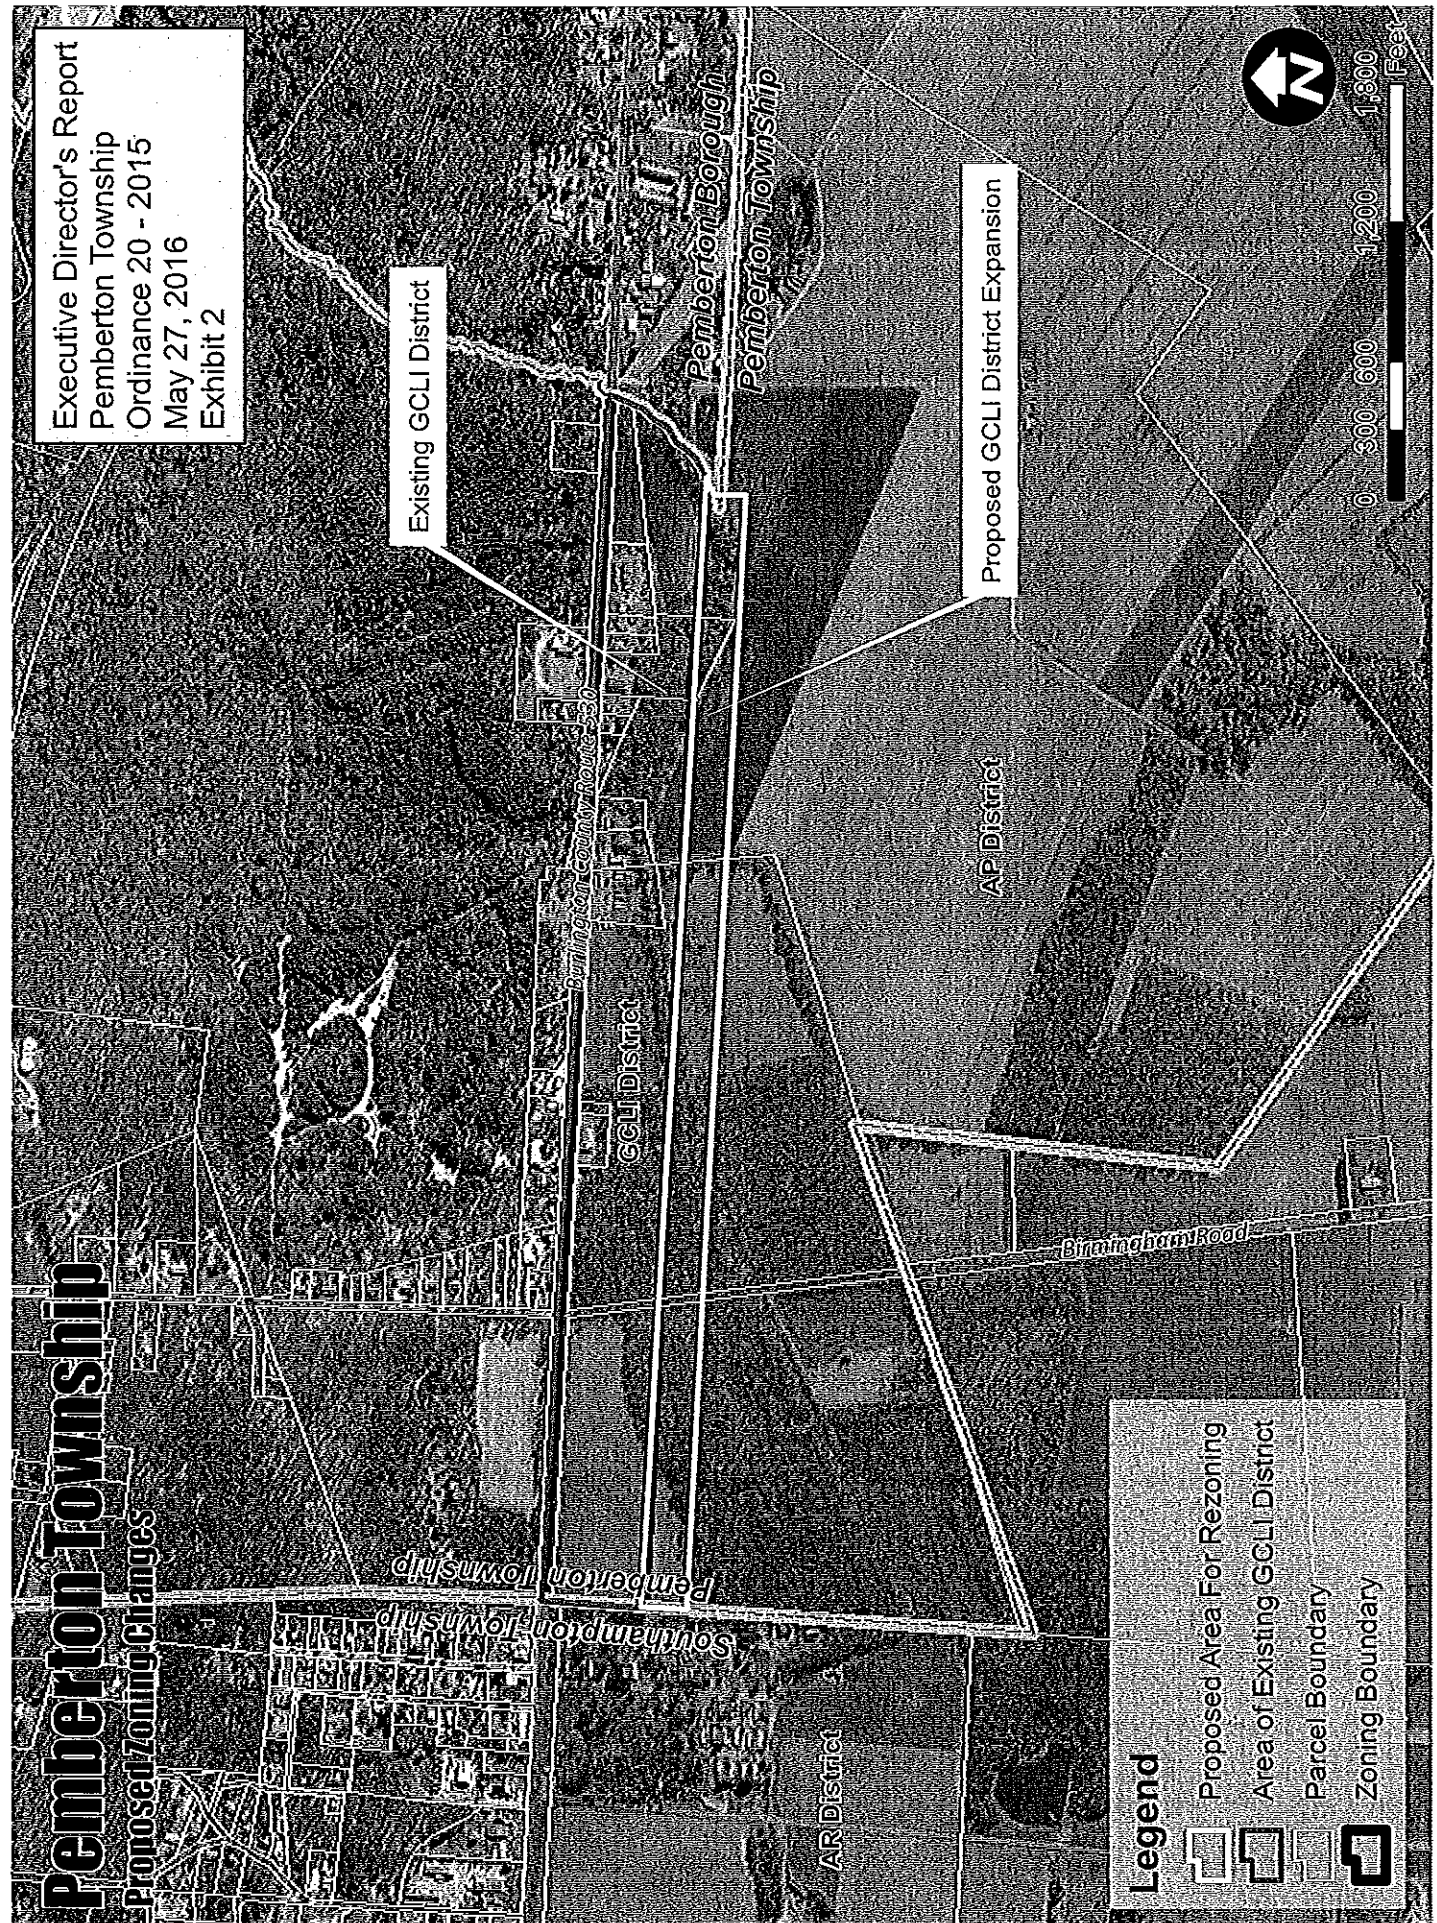 Pemberton Township
Proposed Zoning Changes
Executive Director's Report
Pemberton Township
Ordinance 20 - 2015
May 27, 2016
Exhibit 2
Existing GCLI District
Pemberton Borough
Pemberton Township
Burlington County Route 530
GCLI District
Southampton Township
Pemberton Township
Proposed GCLI District Expansion
AP District
AR District
Birmingham Road
Legend
Proposed Area For Rezoning
Area of Existing GCLI District
Parcel Boundary
Zoning Boundary
N
0 300 600 1,200 1,800
Feet